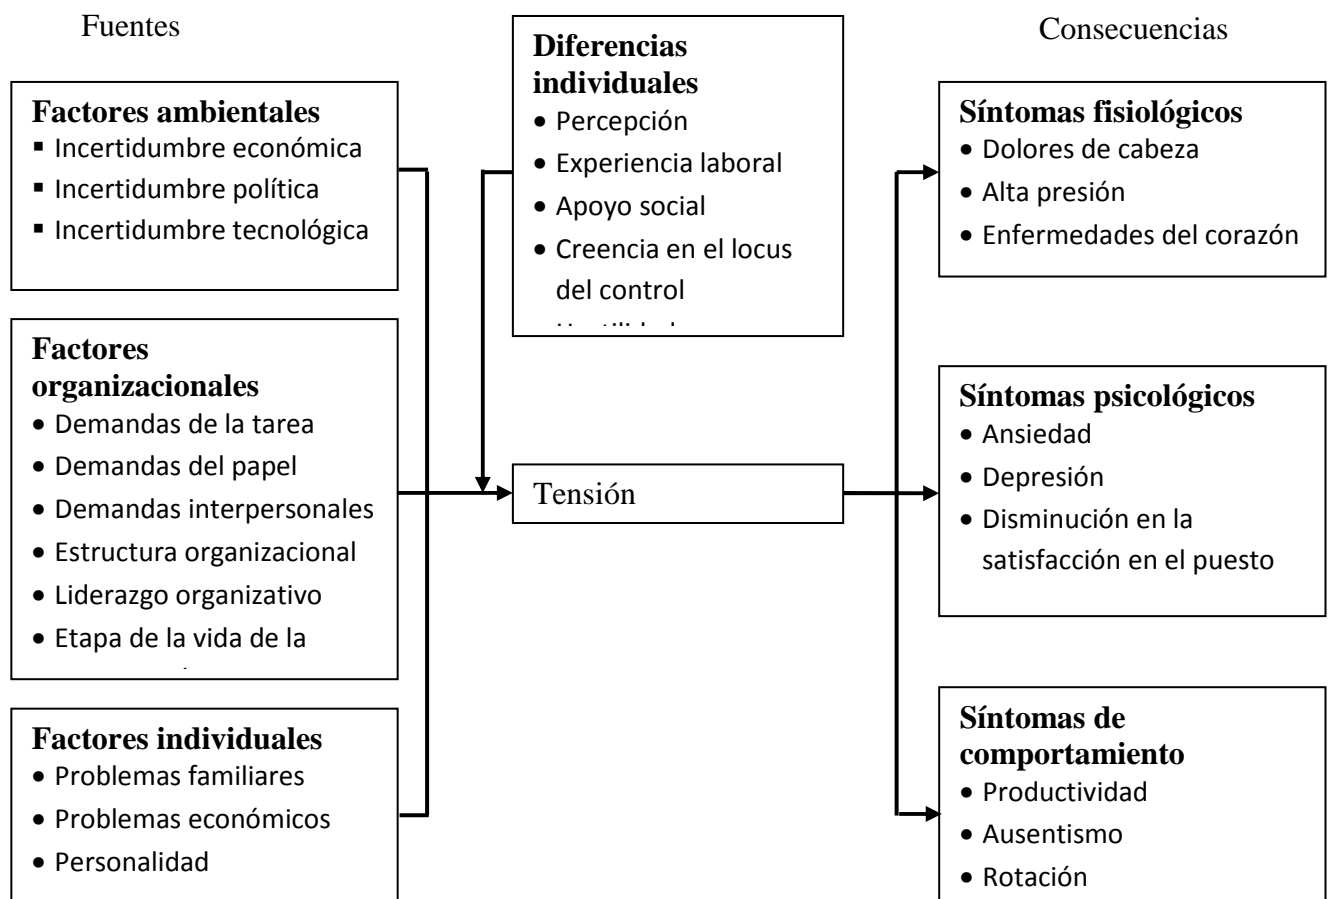 Fuentes
Factores ambientales
▪ Incertidumbre económica
▪ Incertidumbre política
▪ Incertidumbre tecnológica
Factores
organizacionales
• Demandas de la tarea
• Demandas del papel
• Demandas interpersonales
• Estructura organizacional
• Liderazgo organizativo
• Etapa de la vida de la
Factores individuales
• Problemas familiares
• Problemas económicos
• Personalidad
Diferencias
individuales
• Percepción
• Experiencia laboral
• Apoyo social
• Creencia en el locus
del control
Tensión
Consecuencias
Síntomas fisiológicos
• Dolores de cabeza
• Alta presión
• Enfermedades del corazón
Síntomas psicológicos
• Ansiedad
• Depresión
• Disminución en la
satisfacción en el puesto
Síntomas de
comportamiento
• Productividad
• Ausentismo
• Rotación